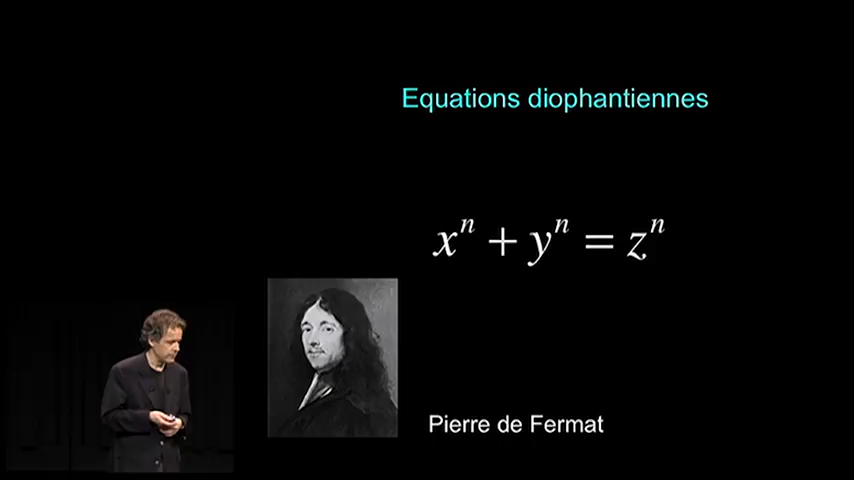 Equations diophantiennes
xⁿ + yⁿ = zⁿ
Pierre de Fermat